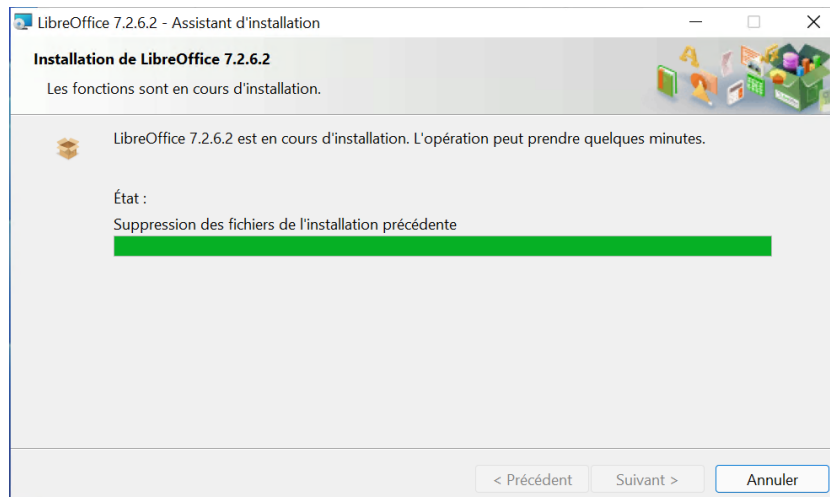 LibreOffice 7.2.6.2 - Assistant d'installation
Installation de LibreOffice 7.2.6.2
Les fonctions sont en cours d'installation.
LibreOffice 7.2.6.2 est en cours d'installation. L'opération peut prendre quelques minutes.
État :
Suppression des fichiers de l'installation précédente
< Précédent
Suivant >
Annuler